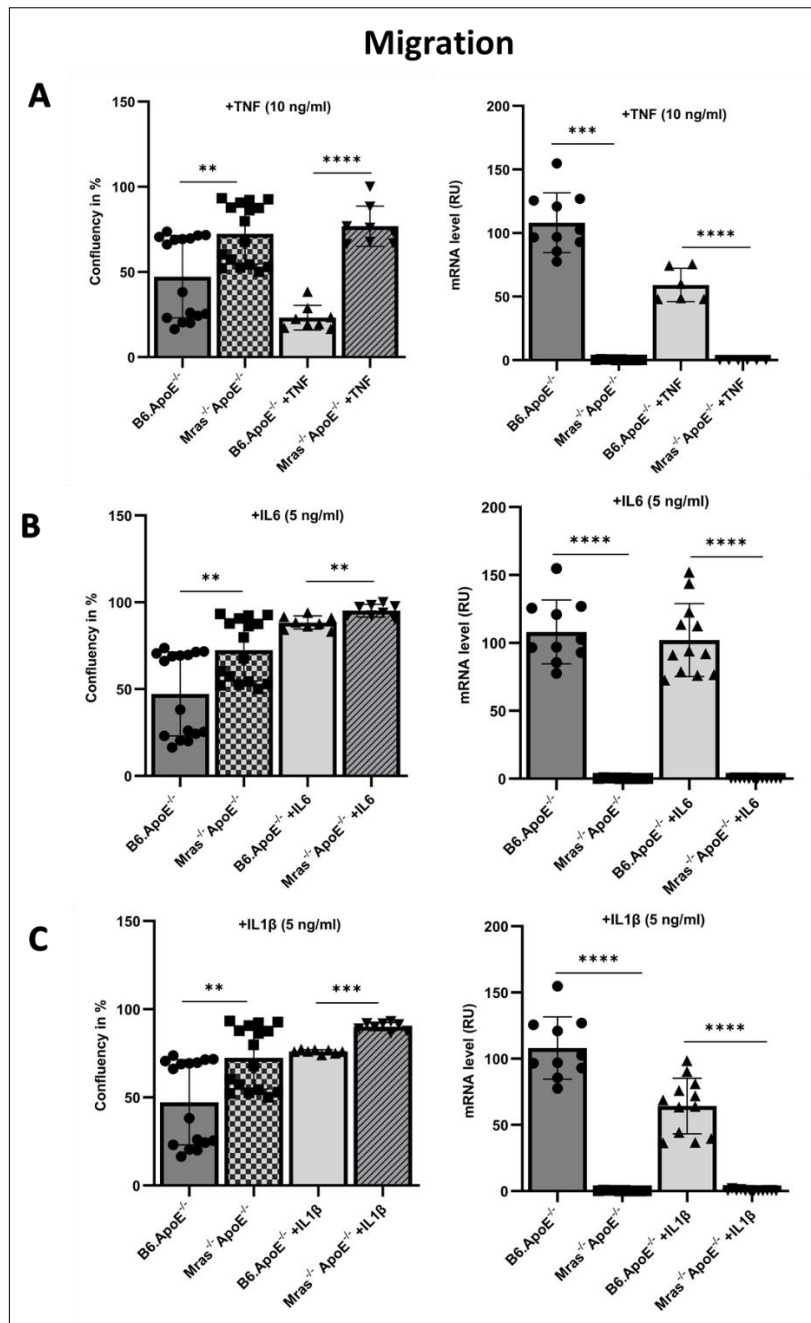 Migration
A
+TNF (10 ng/ml)
**
****
Confluency in %
150
100
50
0
B6.ApoE-/-
Mras-/-ApoE-/-
B6.ApoE-/- +TNF
Mras-/-ApoE-/- +TNF
+TNF (10 ng/ml)
***
****
mRNA level (RU)
200
150
100
50
0
B6.ApoE-/-
Mras-/-ApoE-/-
B6.ApoE-/- +TNF
Mras-/-ApoE-/- +TNF
B
+IL6 (5 ng/ml)
**
**
Confluency in %
150
100
50
0
B6.ApoE-/-
Mras-/-ApoE-/-
B6.ApoE-/- +IL6
Mras-/-ApoE-/- +IL6
+IL6 (5 ng/ml)
****
****
mRNA level (RU)
200
150
100
50
0
B6.ApoE-/-
Mras-/-ApoE-/-
B6.ApoE-/- +IL6
Mras-/-ApoE-/- +IL6
C
+IL1β (5 ng/ml)
**
***
Confluency in %
150
100
50
0
B6.ApoE-/-
Mras-/-ApoE-/-
B6.ApoE-/- +IL1β
Mras-/-ApoE-/- +IL1β
+IL1β (5 ng/ml)
****
****
mRNA level (RU)
200
150
100
50
0
B6.ApoE-/-
Mras-/-ApoE-/-
B6.ApoE-/- +IL1β
Mras-/-ApoE-/- +IL1β